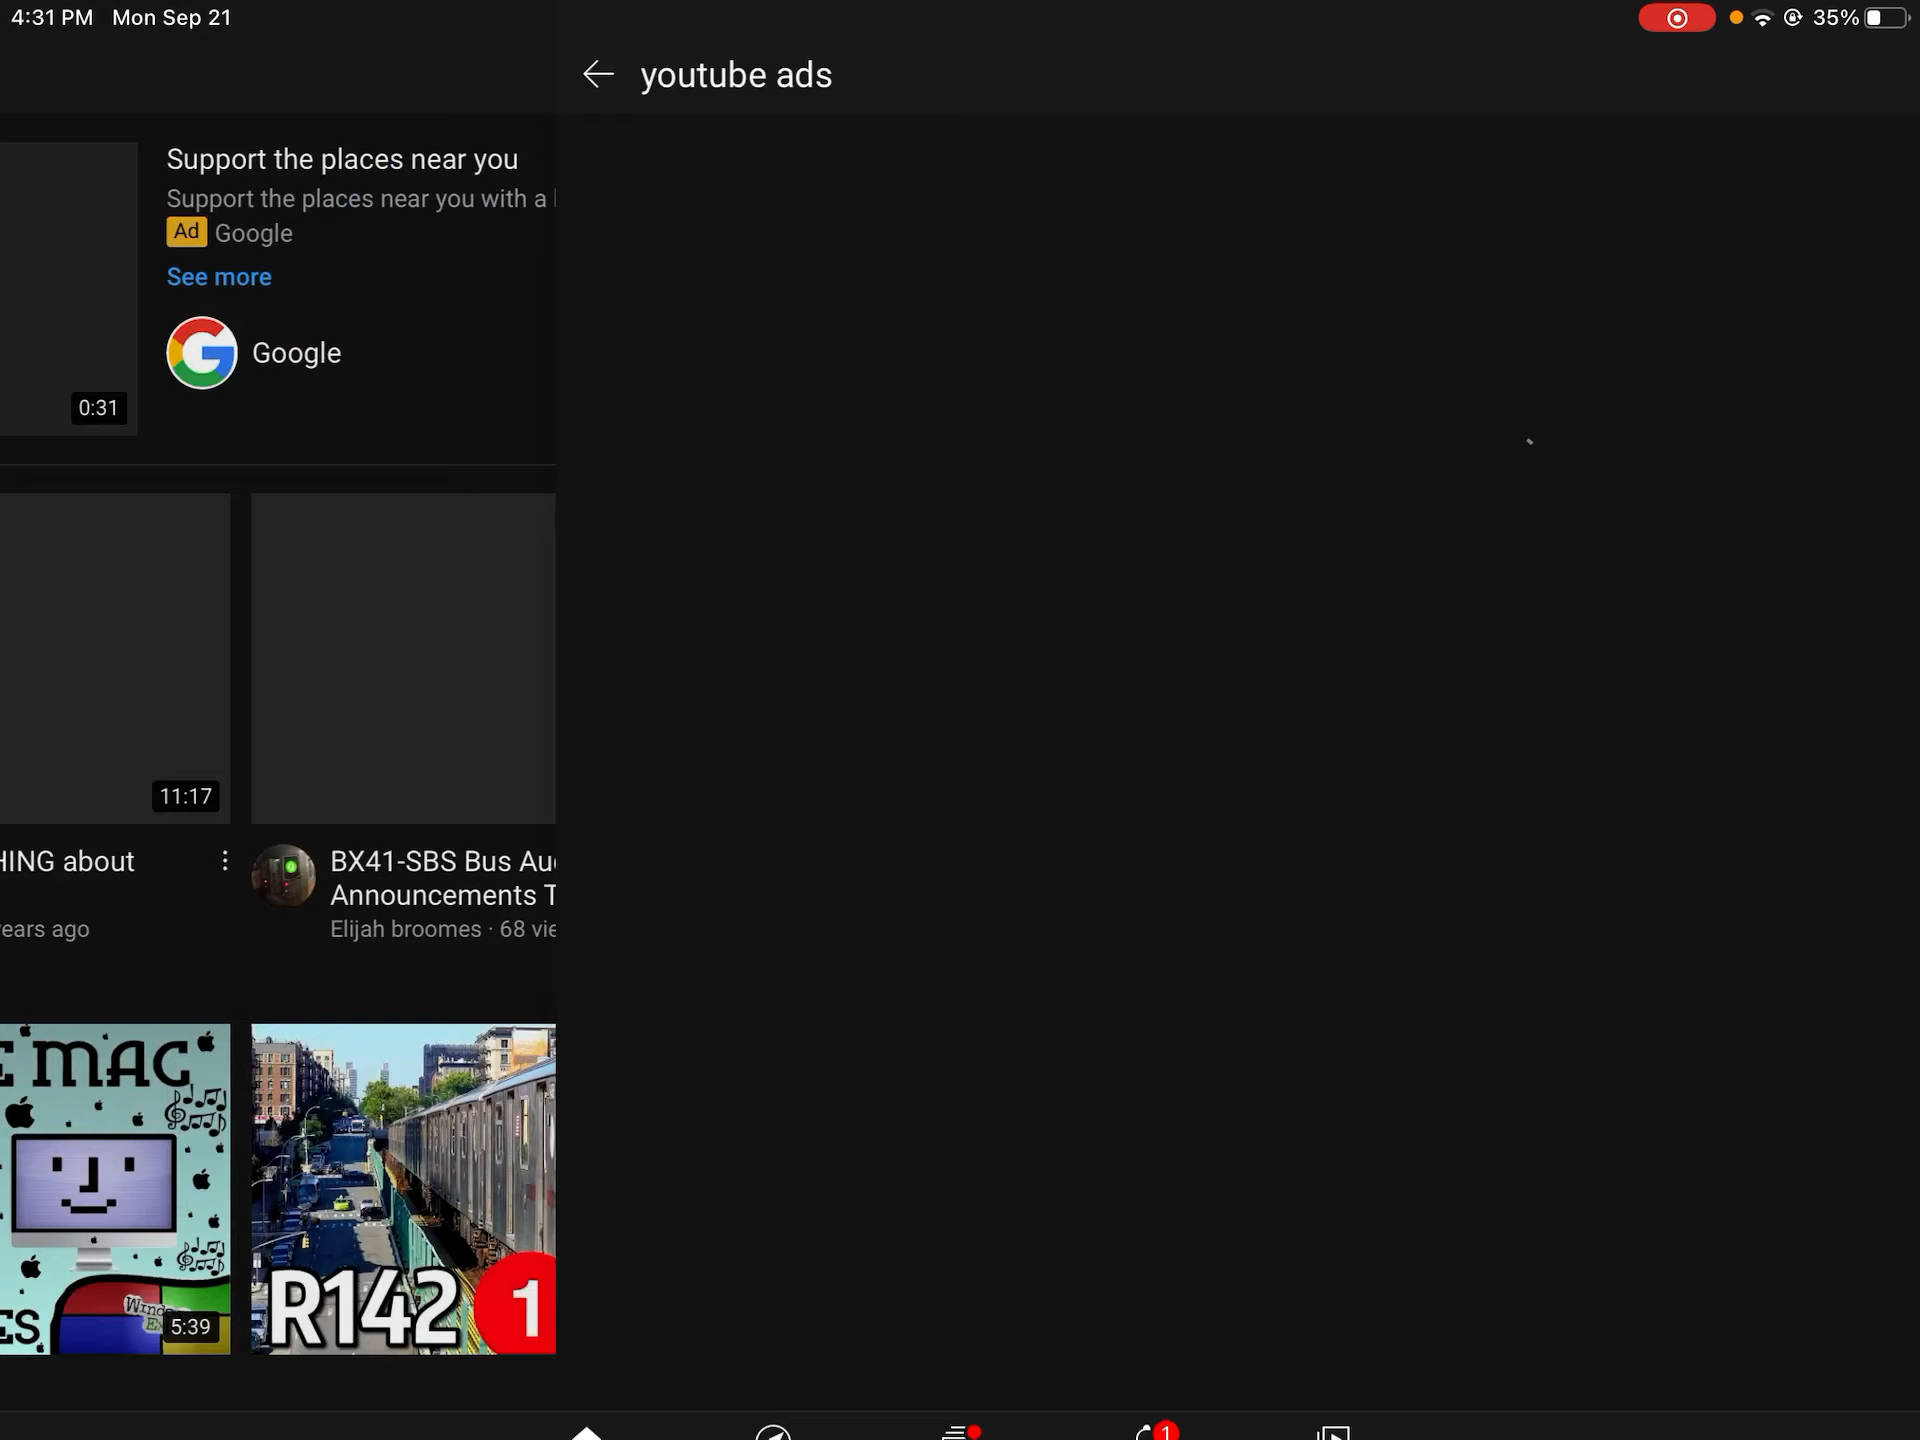 4:31 PM Mon Sep 21
35%
youtube ads
Support the places near you
Support the places near you with a
Ad Google
See more
Google
0:31
11:17
HING about
ears ago
BX41-SBS Bus Au
Announcements T
Elijah broomes · 68 vie
E MAC
ES
5:39
R142 1
1